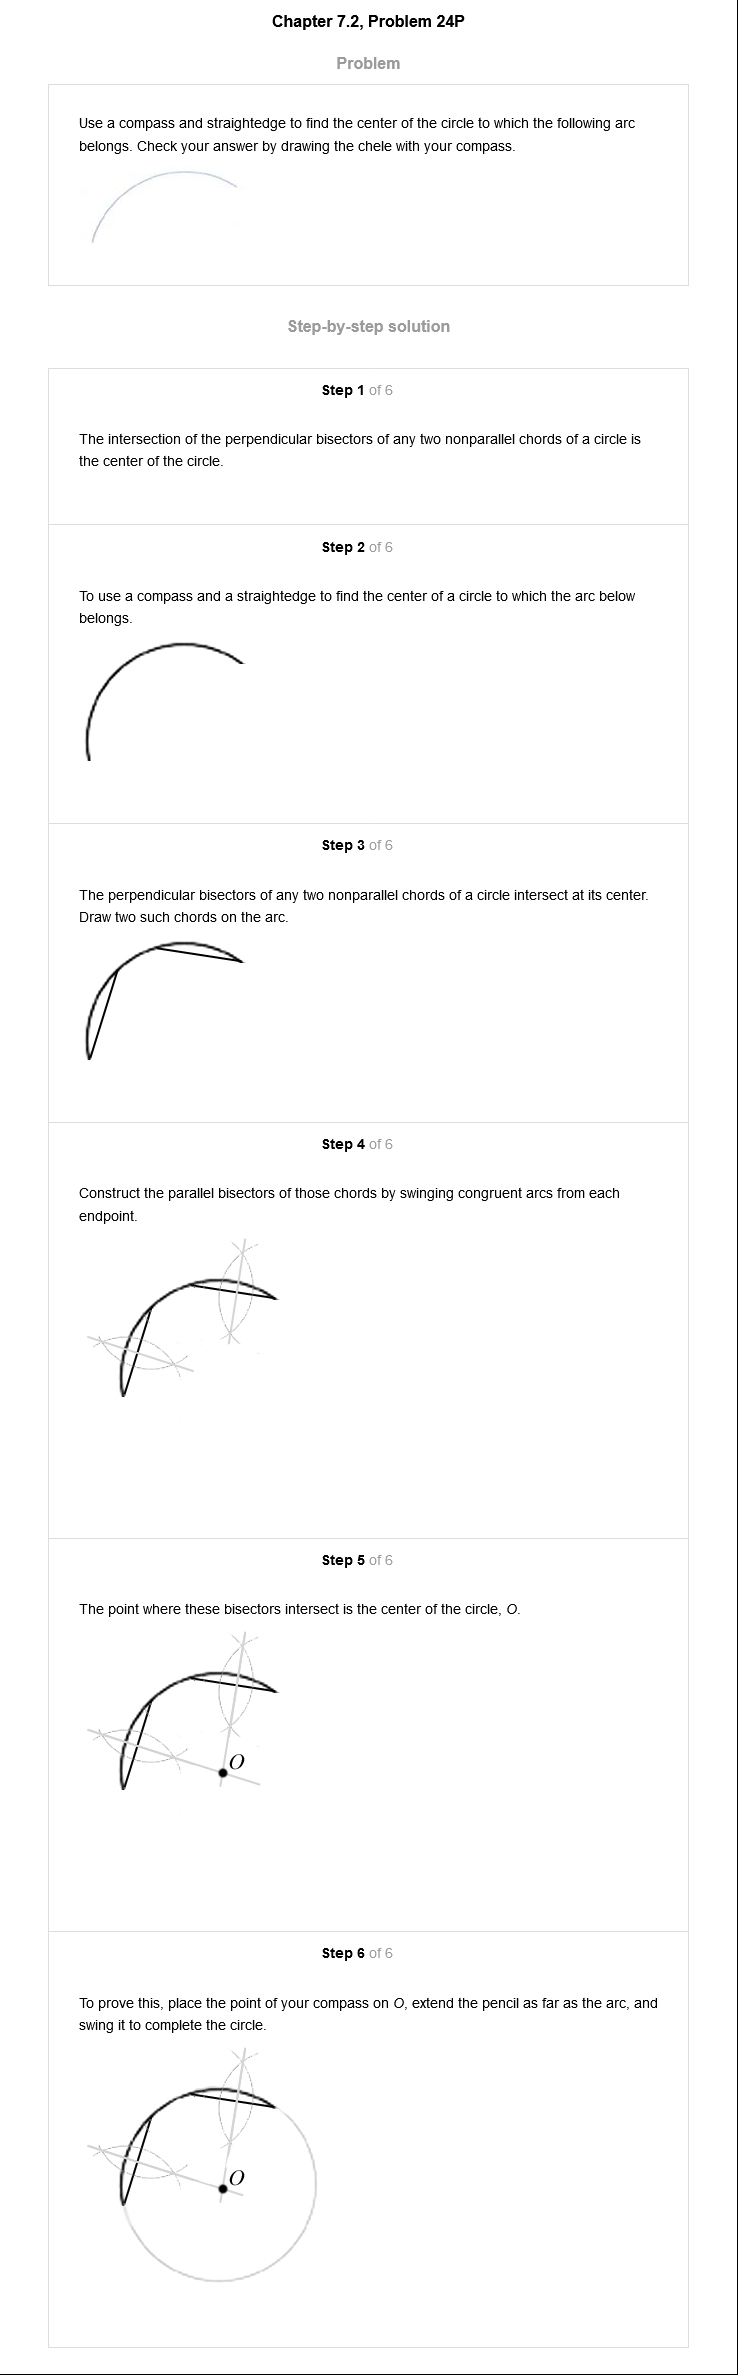 Chapter 7.2, Problem 24P
Problem
Use a compass and straightedge to find the center of the circle to which the following arc
belongs. Check your answer by drawing the chele with your compass.
Step-by-step solution
Step 1 of 6
The intersection of the perpendicular bisectors of any two nonparallel chords of a circle is
the center of the circle.
Step 2 of 6
To use a compass and a straightedge to find the center of a circle to which the arc below
belongs.
Step 3 of 6
The perpendicular bisectors of any two nonparallel chords of a circle intersect at its center.
Draw two such chords on the arc.
Step 4 of 6
Construct the parallel bisectors of those chords by swinging congruent arcs from each
endpoint.
Step 5 of 6
The point where these bisectors intersect is the center of the circle, O.
O
Step 6 of 6
To prove this, place the point of your compass on O, extend the pencil as far as the arc, and
swing it to complete the circle.
O